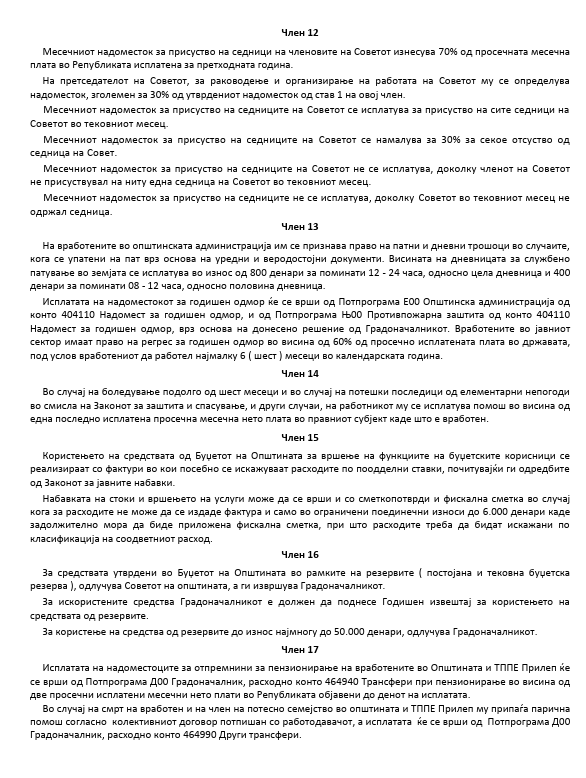 Член 12
Месечниот надоместок за присуство на седници на членовите на Советот изнесува 70% од просечната месечна
плата во Републиката исплатена за претходната година.
На претседателот на Советот, за раководење и организирање на работата на Советот му се определува
надоместок, зголемен за 30% од утврдениот надоместок од став 1 на овој член.
Месечниот надоместок за присуство на седниците на Советот се исплатува за присуство на сите седници на
Советот во тековниот месец.
Месечниот надоместок за присуство на седниците на Советот се намалува за 30% за секое отсуство од
седница на Совет.
Месечниот надоместок за присуство на седниците на Советот не се исплатува, доколку членот на Советот
не присуствувал на ниту една седница на Советот во тековниот месец.
Месечниот надоместок за присуство на седниците не се исплатува, доколку Советот во тековниот месец не
одржал седница.
Член 13
На вработените во општинската администрација им се признава право на патни и дневни трошоци во случаите,
кога се упатени на пат врз основа на уредни и веродостојни документи. Висината на дневницата за службено
патување во земјата се исплатува во износ од 800 денари за поминати 12 - 24 часа, односно цела дневница и 400
денари за поминати 08 - 12 часа, односно половина дневница.
Исплатата на надоместокот за годишен одмор ќе се врши од Потпрограма Е00 Општинска администрација од
конто 404110 Надомест за годишен одмор, и од Потпрограма Њ00 Противпожарна заштита од конто 404110
Надомест за годишен одмор, врз основа на донесено решение од Градоначалникот. Вработените во јавниот
сектор имаат право на регрес за годишен одмор во висина од 60% од просечно исплатената плата во државата,
под услов вработениот да работел најмалку 6 ( шест ) месеци во календарската година.
Член 14
Во случај на боледување подолго од шест месеци и во случај на потешки последици од елементарни непогоди
во смисла на Законот за заштита и спасување, и други случаи, на работникот му се исплатува помош во висина од
една последно исплатена просечна месечна нето плата во правниот субјект каде што е вработен.
Член 15
Користењето на средствата од Буџетот на Општината за вршење на функциите на буџетските корисници се
реализираат со фактури во кои посебно се искажуваат расходите по поодделни ставки, почитувајќи ги одредбите
од Законот за јавните набавки.
Набавката на стоки и вршењето на услуги може да се врши и со сметкопотврди и фискална сметка во случај
кога за расходите не може да се издаде фактура и само во ограничени поединечни износи до 6.000 денари каде
задолжително мора да биде приложена фискална сметка, при што расходите треба да бидат искажани по
класификација на соодветниот расход.
Член 16
За средствата утврдени во Буџетот на Општината во рамките на резервите ( постојана и тековна буџетска
резерва ), одлучува Советот на општината, а ги извршува Градоначалникот.
За искористените средства Градоначалникот е должен да поднесе Годишен извештај за користењето на
средствата од резервите.
За користење на средства од резервите до износ најмногу до 50.000 денари, одлучува Градоначалникот.
Член 17
Исплатата на надоместоците за отпремнини за пензионирање на вработените во Општината и ТППЕ Прилеп ќе
се врши од Потпрограма Д00 Градоначалник, расходно конто 464940 Трансфери при пензионирање во висина од
две просечни исплатени месечни нето плати во Републиката објавени до денот на исплатата.
Во случај на смрт на вработен и на член на потесно семејство во општината и ТППЕ Прилеп му припаѓа парична
помош согласно колективниот договор потпишан со работодавачот, а исплатата ќе се врши од Потпрограма Д00
Градоначалник, расходно конто 464990 Други трансфери.